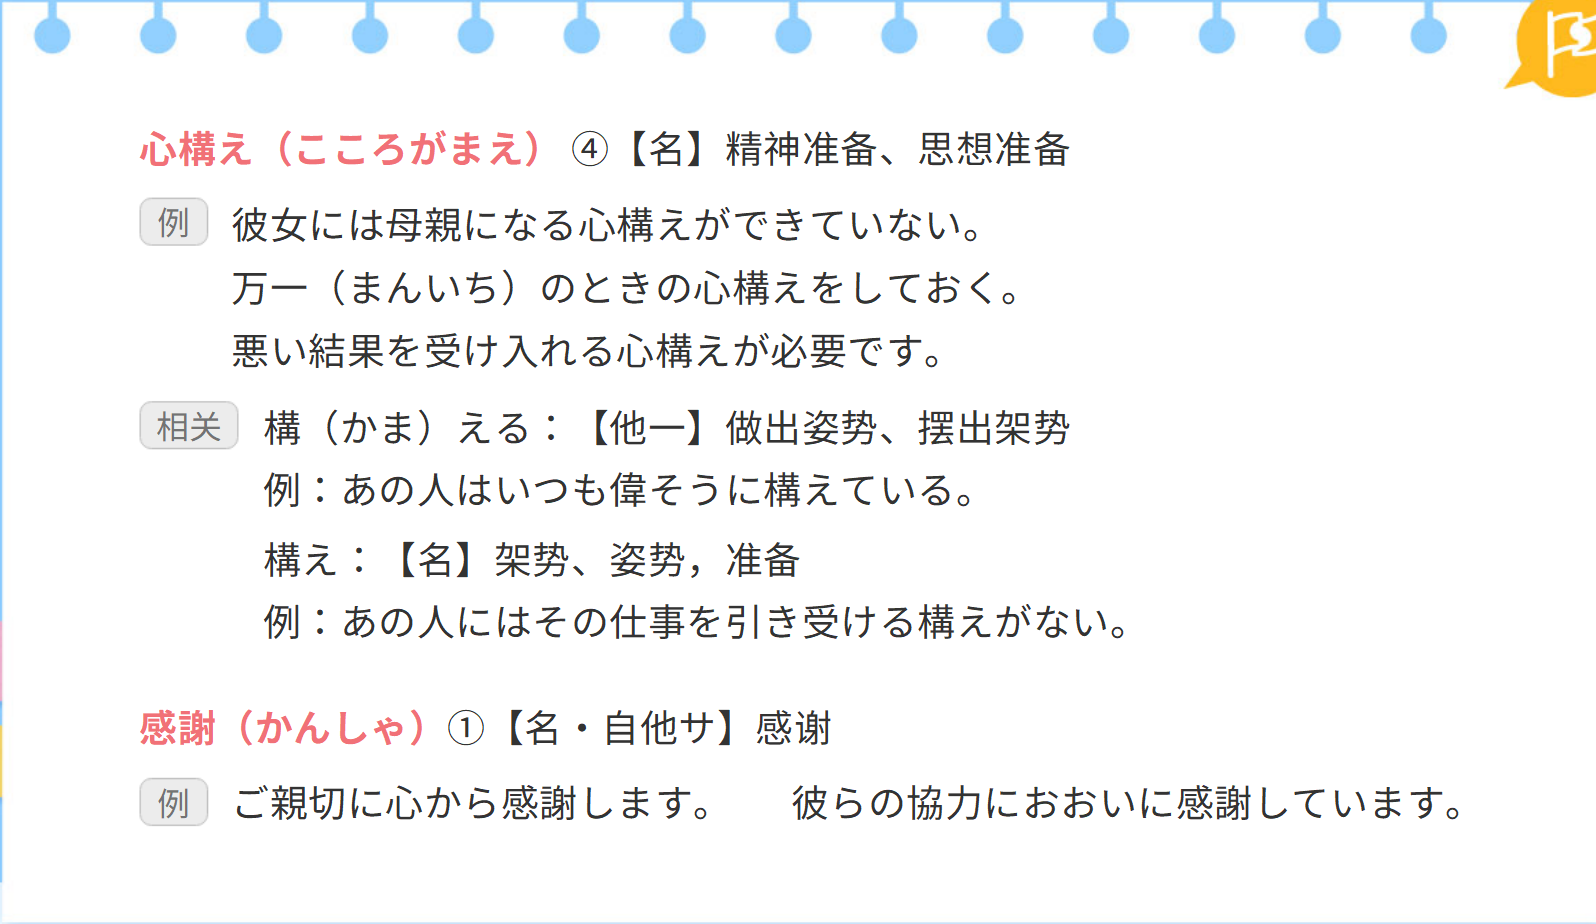 心構え（こころがまえ）④【名】精神准备、思想准备
例 彼女には母親になる心構えができていない。
万一（まんいち）のときの心構えをしておく。
悪い結果を受け入れる心構えが必要です。
相关 構（かま）える：【他一】做出姿势、摆出架势
例：あの人はいつも偉そうに構えている。
構え：【名】架势、姿势，准备
例：あの人にはその仕事を引き受ける構えがない。
感謝（かんしゃ）①【名・自他サ】感谢
例 ご親切に心から感謝します。　彼らの協力におおいに感謝しています。